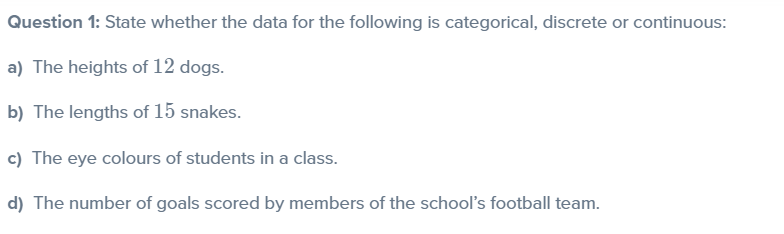 Question 1: State whether the data for the following is categorical, discrete or continuous:
a) The heights of 12 dogs.
b) The lengths of 15 snakes.
c) The eye colours of students in a class.
d) The number of goals scored by members of the school’s football team.